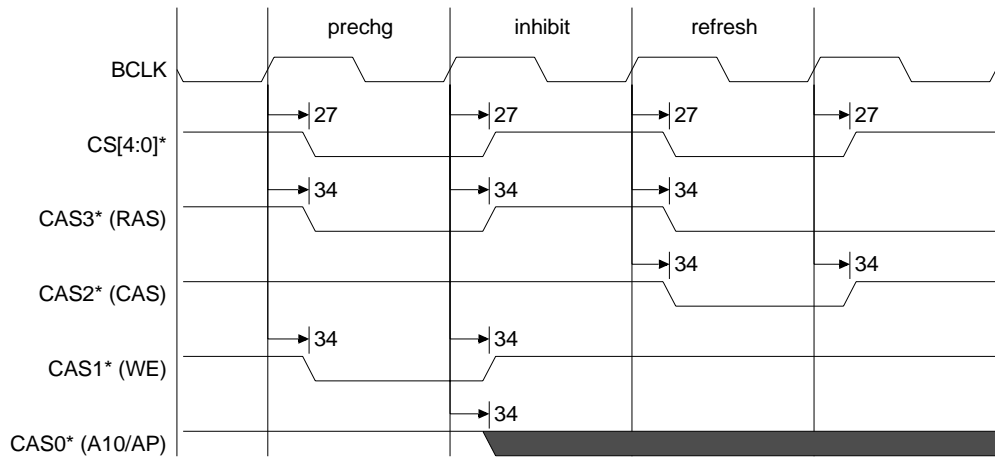 prechg inhibit refresh
BCLK
27 27 27 27
CS[4:0]*
34 34 34
CAS3* (RAS)
34 34
CAS2* (CAS)
34 34
CAS1* (WE)
34
CAS0* (A10/AP)